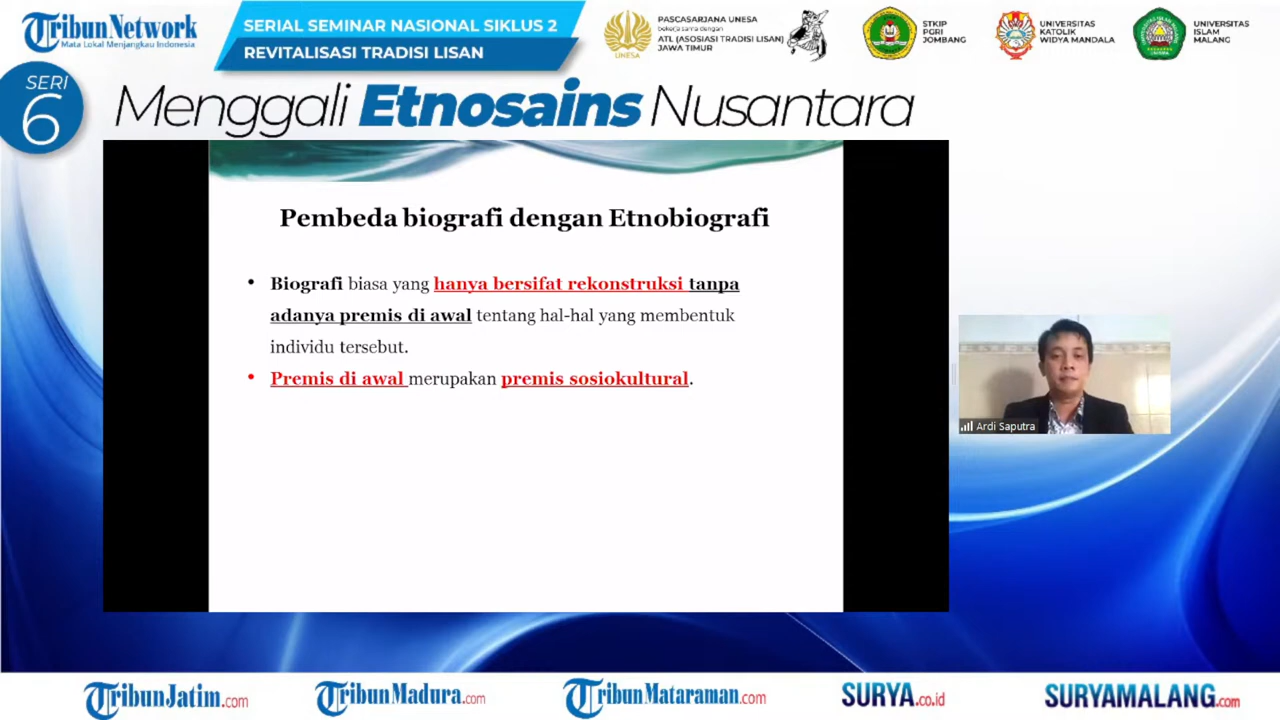 Tribun Network
Mata Lokal Menjangkau Indonesia
SERIAL SEMINAR NASIONAL SIKLUS 2
REVITALISASI TRADISI LISAN
UNESA
PASCASARJANA UNESA
bekerja sama dengan
ATL (ASOSIASI TRADISI LISAN)
JAWA TIMUR
STKIP
PGRI
JOMBANG
UNIVERSITAS
KATOLIK
WIDYA MANDALA
UNIVERSITAS
ISLAM
MALANG
SERI
6
Menggali Etnosains Nusantara
Pembeda biografi dengan Etnobiografi
• Biografi biasa yang hanya bersifat rekonstruksi tanpa
adanya premis di awal tentang hal-hal yang membentuk
individu tersebut.
• Premis di awal merupakan premis sosiokultural.
Ardi Saputra
TribunJatim.com
TribunMadura.com
TribunMataraman.com
SURYA.co.id
SURYAMALANG.com